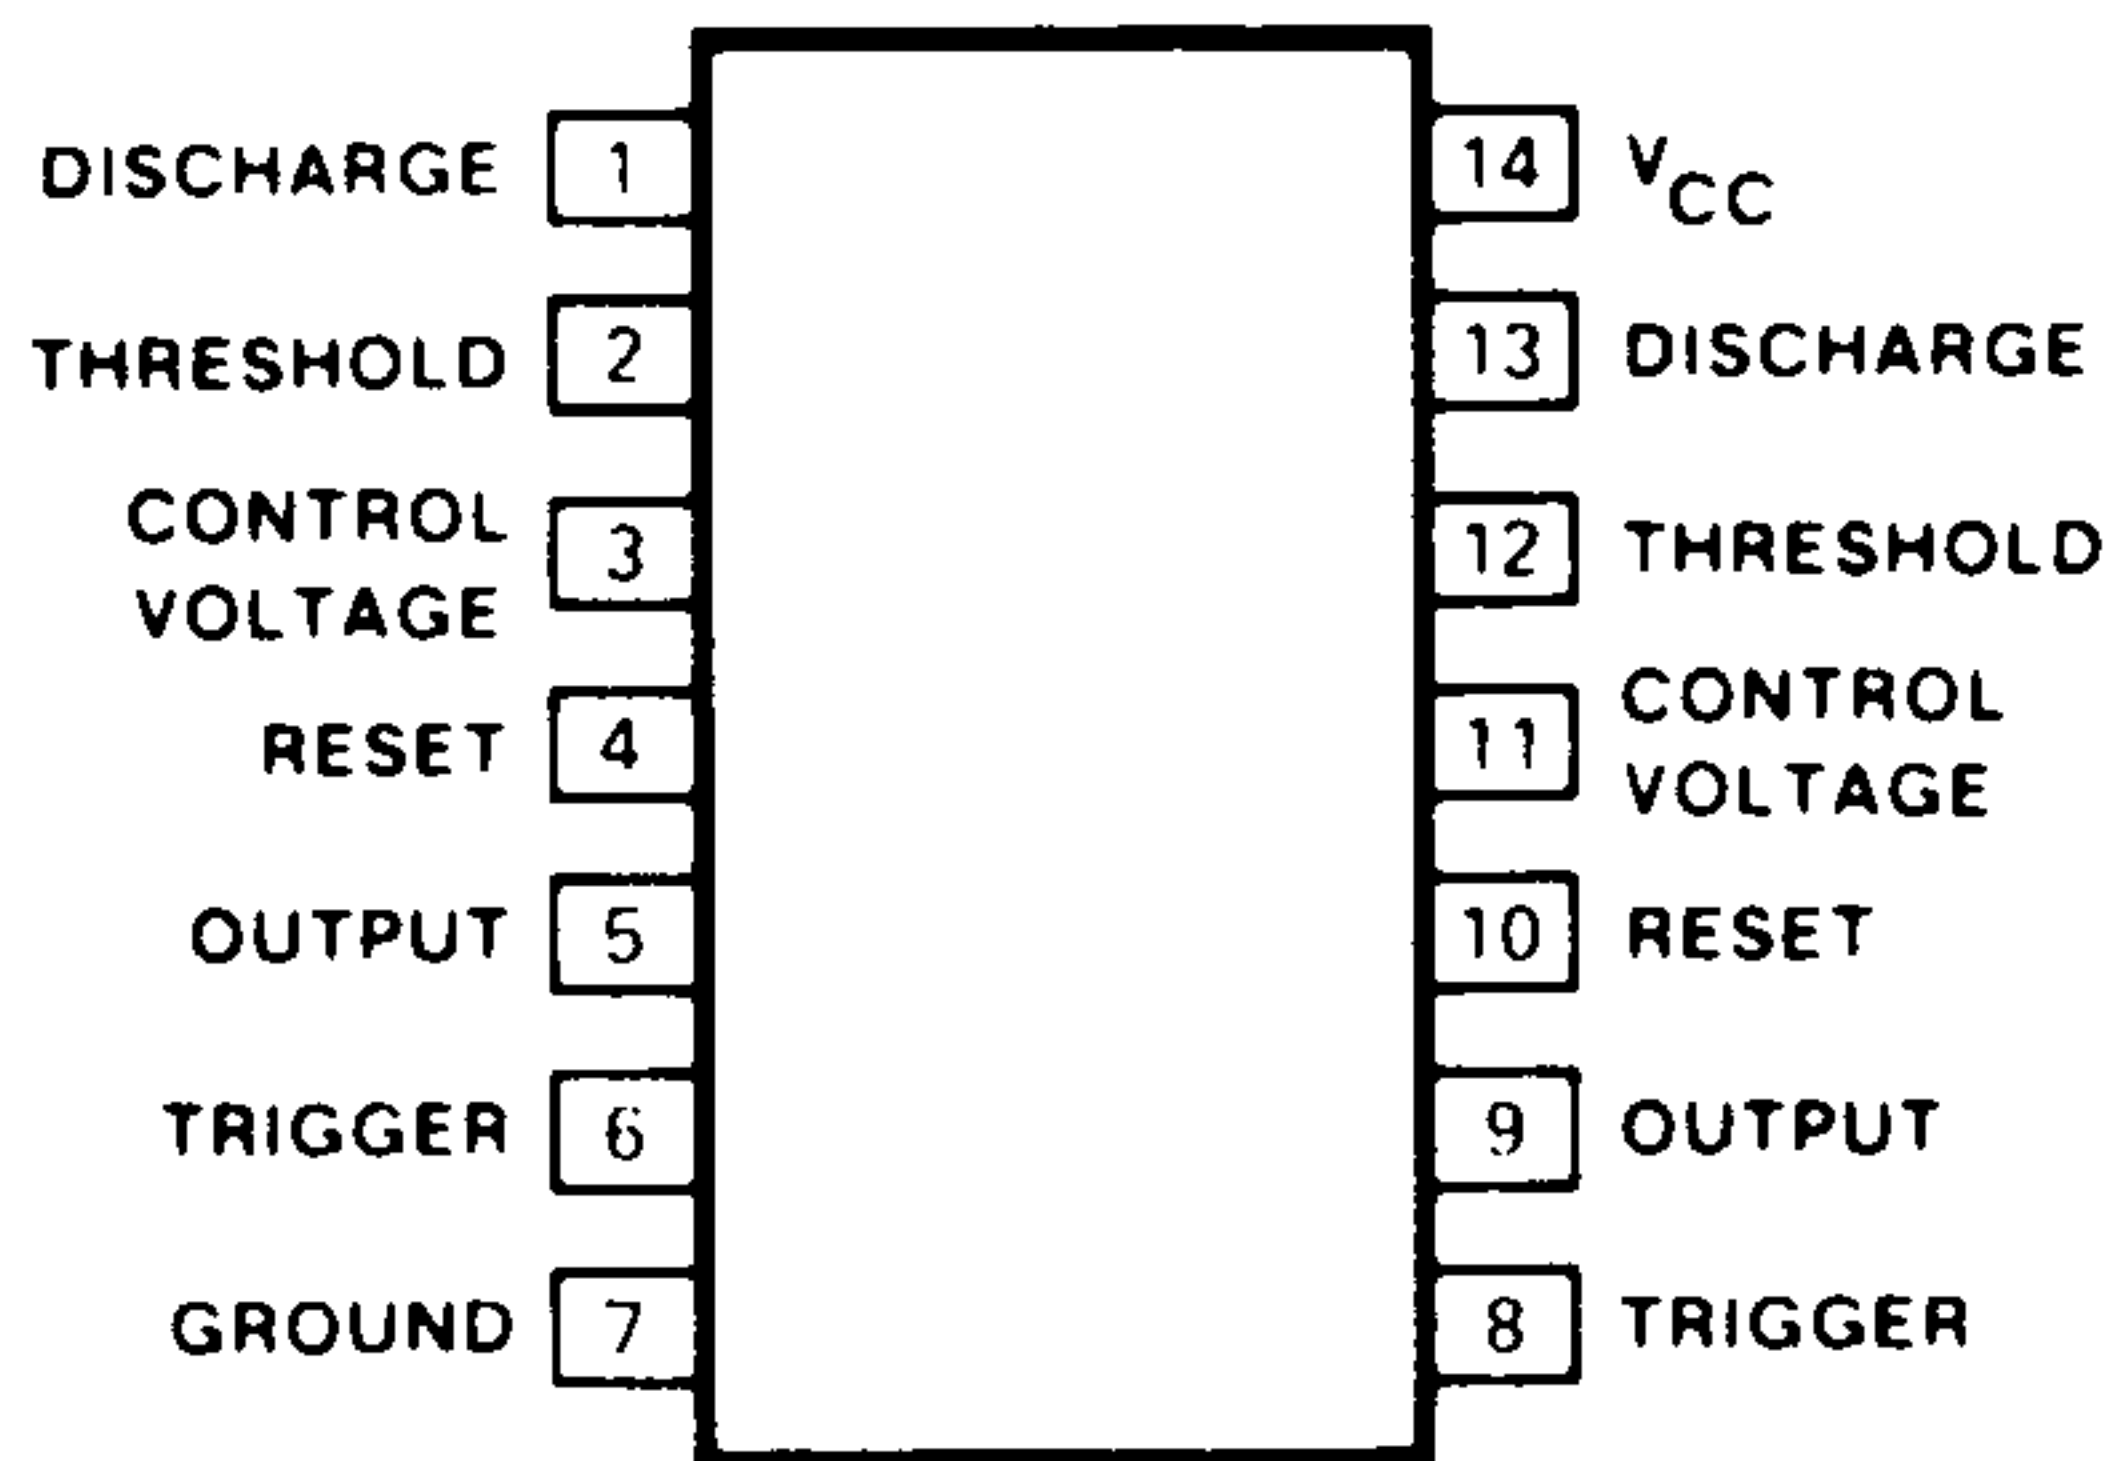 DISCHARGE 1 14 VCC
THRESHOLD 2 13 DISCHARGE
CONTROL VOLTAGE 3 12 THRESHOLD
RESET 4 11 CONTROL VOLTAGE
OUTPUT 5 10 RESET
TRIGGER 6 9 OUTPUT
GROUND 7 8 TRIGGER